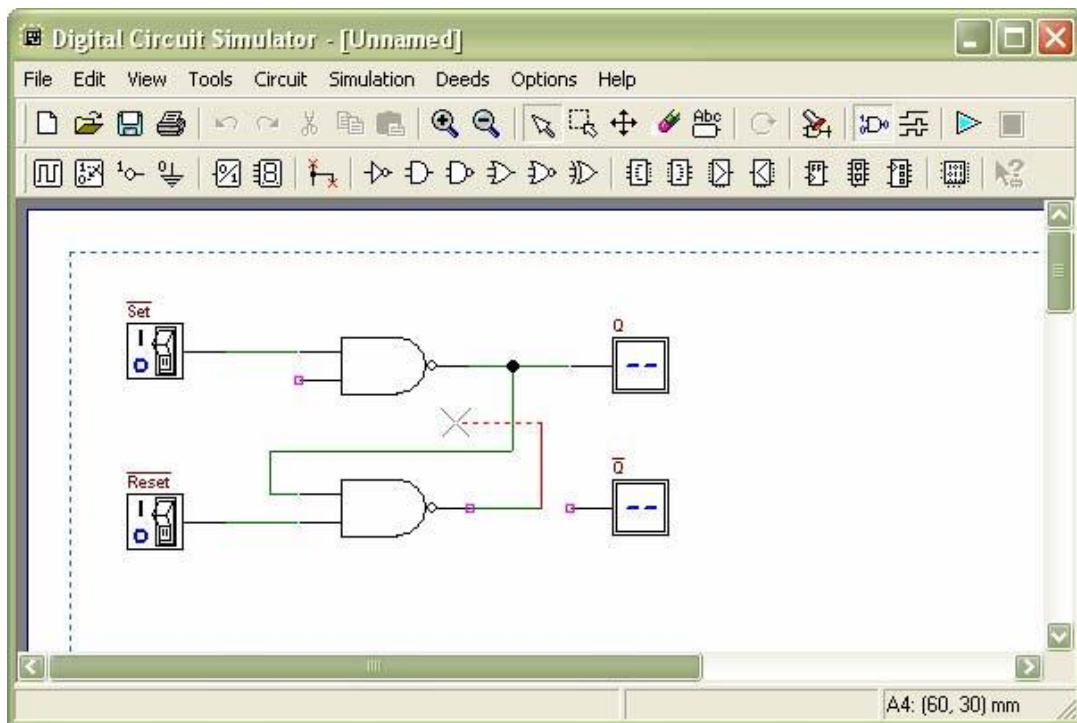 Digital Circuit Simulator - [Unnamed]
File Edit View Tools Circuit Simulation Deeds Options Help
Abc
Set
Q
Reset
Q
A4: (60, 30) mm